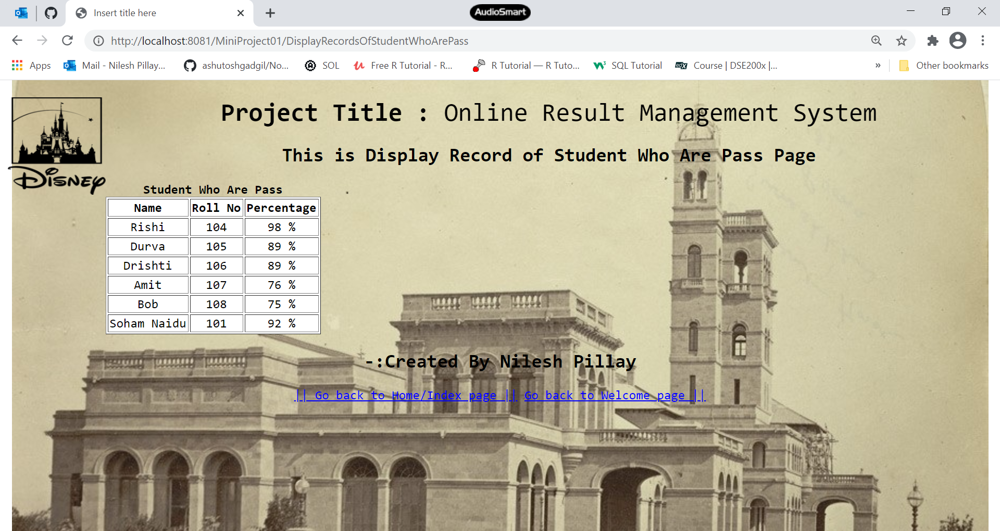 Insert title here
AudioSmart
http://localhost:8081/MiniProject01/DisplayRecordsOfStudentWhoArePass
Apps Mail - Nilesh Pillay... ashutoshgadgil/No... SOL Free R Tutorial - R... R Tutorial — R Tuto... SQL Tutorial edX Course | DSE200x |... » Other bookmarks
Project Title : Online Result Management System
This is Display Record of Student Who Are Pass Page
Disney
Student Who Are Pass
Name Roll No Percentage
Rishi 104 98 %
Durva 105 89 %
Drishti 106 89 %
Amit 107 76 %
Bob 108 75 %
Soham Naidu 101 92 %
-:Created By Nilesh Pillay
|| Go back to Home/Index page || Go back to Welcome page ||